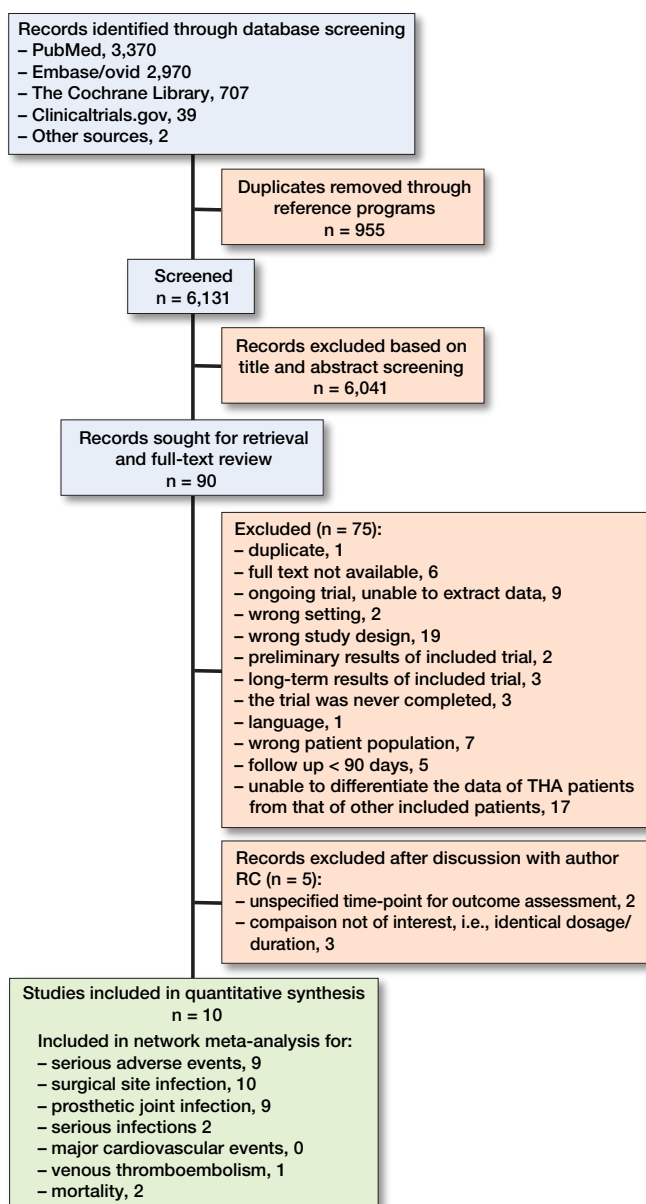 Records identified through database screening
– PubMed, 3,370
– Embase/ovid 2,970
– The Cochrane Library, 707
– Clinicaltrials.gov, 39
– Other sources, 2
Duplicates removed through
reference programs
n = 955
Screened
n = 6,131
Records excluded based on
title and abstract screening
n = 6,041
Records sought for retrieval
and full-text review
n = 90
Excluded (n = 75):
– duplicate, 1
– full text not available, 6
– ongoing trial, unable to extract data, 9
– wrong setting, 2
– wrong study design, 19
– preliminary results of included trial, 2
– long-term results of included trial, 3
– the trial was never completed, 3
– language, 1
– wrong patient population, 7
– follow up < 90 days, 5
– unable to differentiate the data of THA patients
from that of other included patients, 17
Records excluded after discussion with author
RC (n = 5):
– unspecified time-point for outcome assessment, 2
– compaison not of interest, i.e., identical dosage/
duration, 3
Studies included in quantitative synthesis
n = 10
Included in network meta-analysis for:
– serious adverse events, 9
– surgical site infection, 10
– prosthetic joint infection, 9
– serious infections 2
– major cardiovascular events, 0
– venous thromboembolism, 1
– mortality, 2